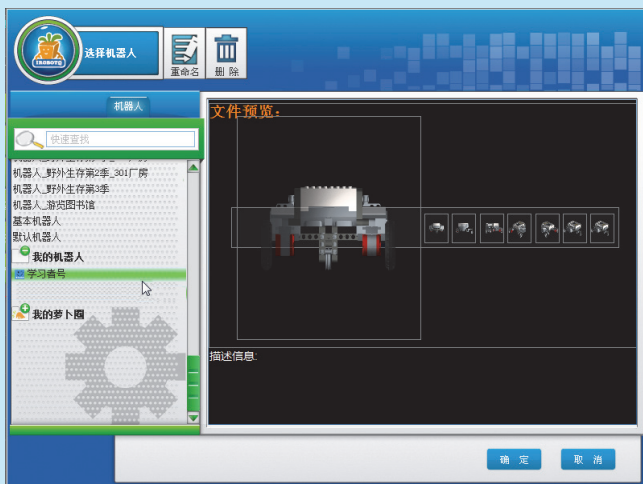 IROBOTQ
选择机器人
重命名
删 除
机器人
快速查找
机器人_野外生存第2季_301厂房
机器人_野外生存第3季
机器人_游览图书馆
基本机器人
默认机器人
我的机器人
学习者号
我的萝卜圈
文件预览:
描述信息:
确 定
取 消